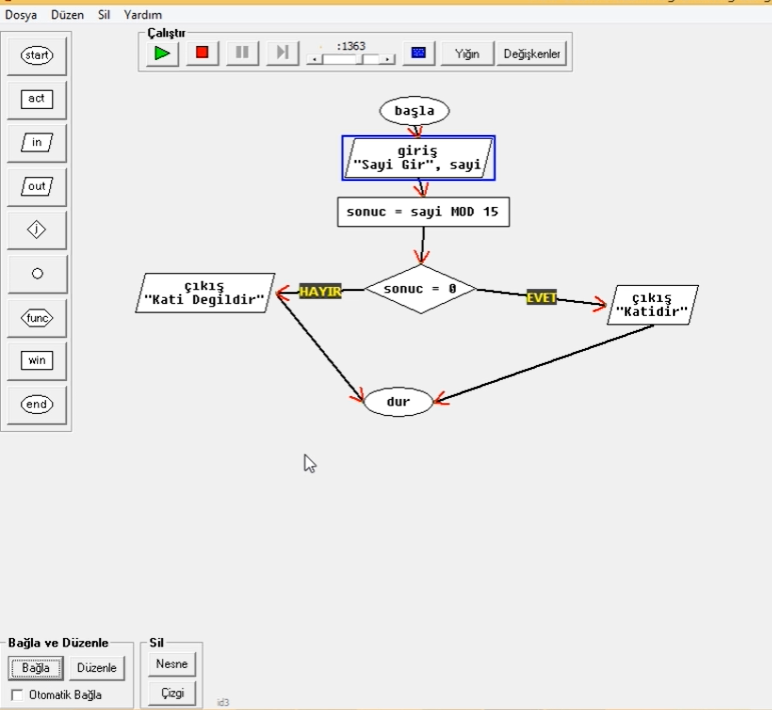 Dosya Düzen Sil Yardım
Çalıştır
:1363
Yığın
Değişkenler
start
act
in
out
j
func
win
end
başla
giriş
"Sayi Gir", sayi
sonuc = sayi MOD 15
sonuc = 0
HAYIR
EVET
çıkış
"Kati Degildir"
çıkış
"Katidir"
dur
Bağla ve Düzenle
Bağla
Düzenle
Otomatik Bağla
Sil
Nesne
Çizgi
id3